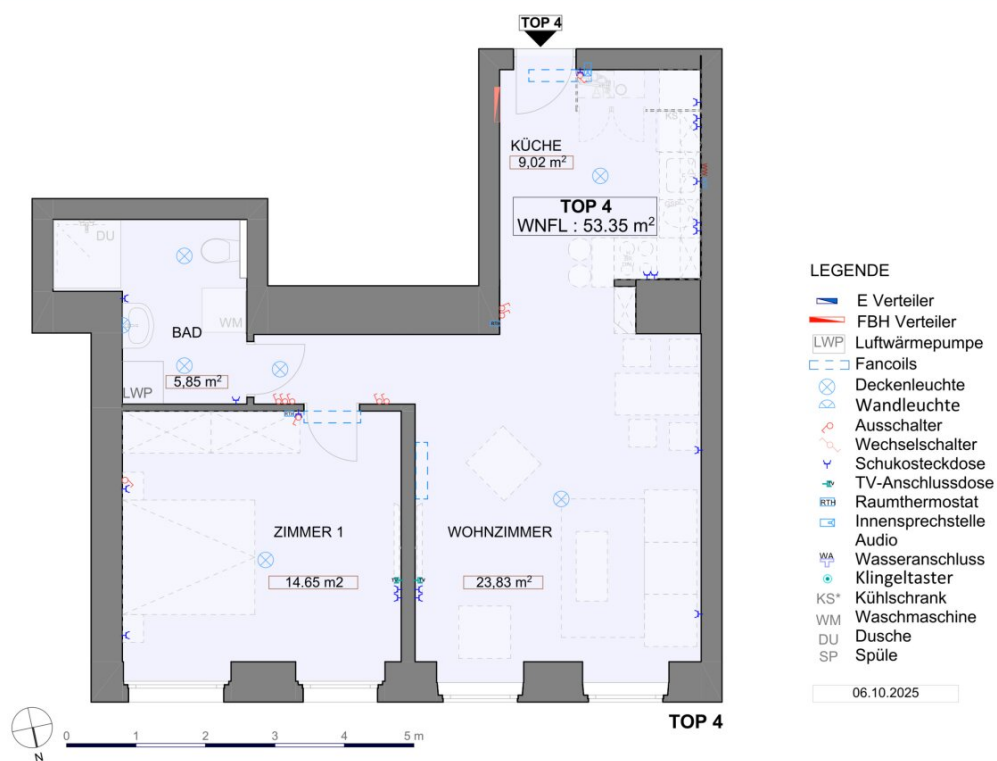 TOP 4
KÜCHE
9,02 m²
KS*
TOP 4
WNFL : 53.35 m²
DU
WM
BAD
5,85 m²
LWP
RTH
ZIMMER 1
14.65 m2
WOHNZIMMER
23,83 m²
TOP 4
LEGENDE
E Verteiler
FBH Verteiler
LWP Luftwärmepumpe
Fancoils
Deckenleuchte
Wandleuchte
Ausschalter
Wechselschalter
Schukosteckdose
TV-Anschlussdose
RTH Raumthermostat
Innensprechstelle
Audio
WA Wasseranschluss
Klingeltaster
KS* Kühlschrank
WM Waschmaschine
DU Dusche
SP Spüle
06.10.2025
N
0 1 2 3 4 5 m